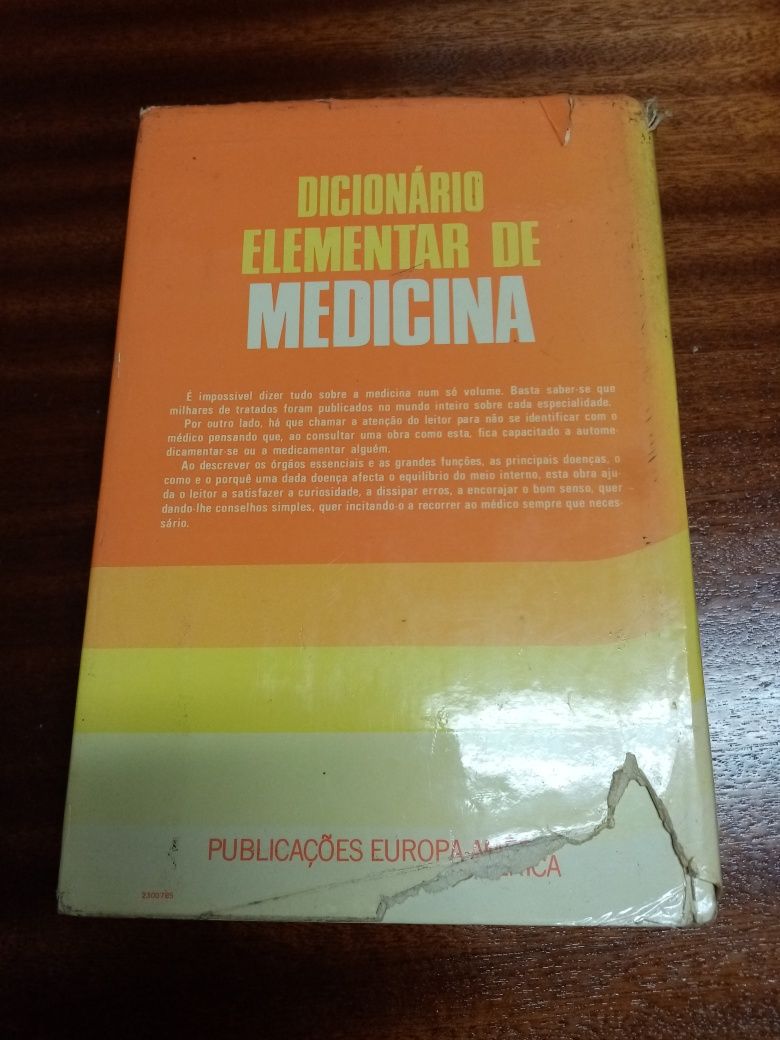 DICIONÁRIO
ELEMENTAR DE
MEDICINA
É impossível dizer tudo sobre a medicina num só volume. Basta saber-se que
milhares de tratados foram publicados no mundo inteiro sobre cada especialidade.
Por outro lado, há que chamar a atenção do leitor para não se identificar com o
médico pensando que, ao consultar uma obra como esta, fica capacitado a autome-
dicamentar-se ou a medicamentar alguém.
Ao descrever os órgãos essenciais e as grandes funções, as principais doenças, o
como e o porquê uma dada doença afecta o equilíbrio do meio interno, esta obra aju-
da o leitor a satisfazer a curiosidade, a dissipar erros, a encorajar o bom senso, quer
dando-lhe conselhos simples, quer incitando-o a recorrer ao médico sempre que neces-
sário.
PUBLICAÇÕES EUROPA-AMÉRICA
2300785